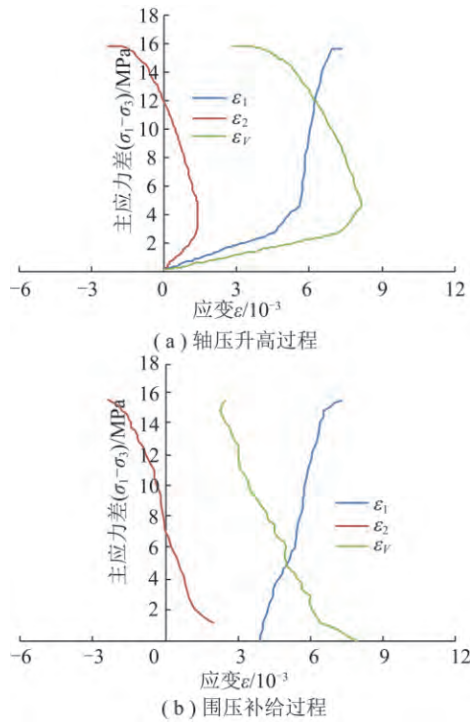 18
16
14
12
10
8
6
4
2
主应力差(σ₁-σ₃)/MPa
ε₁
ε₂
εV
−6 −3 0 3 6 9 12
应变ε/10⁻³
( a ) 轴压升高过程
18
16
14
12
10
8
6
4
2
主应力差(σ₁-σ₃)/MPa
ε₁
ε₂
εV
−6 −3 0 3 6 9 12
应变ε/10⁻³
( b ) 围压补给过程